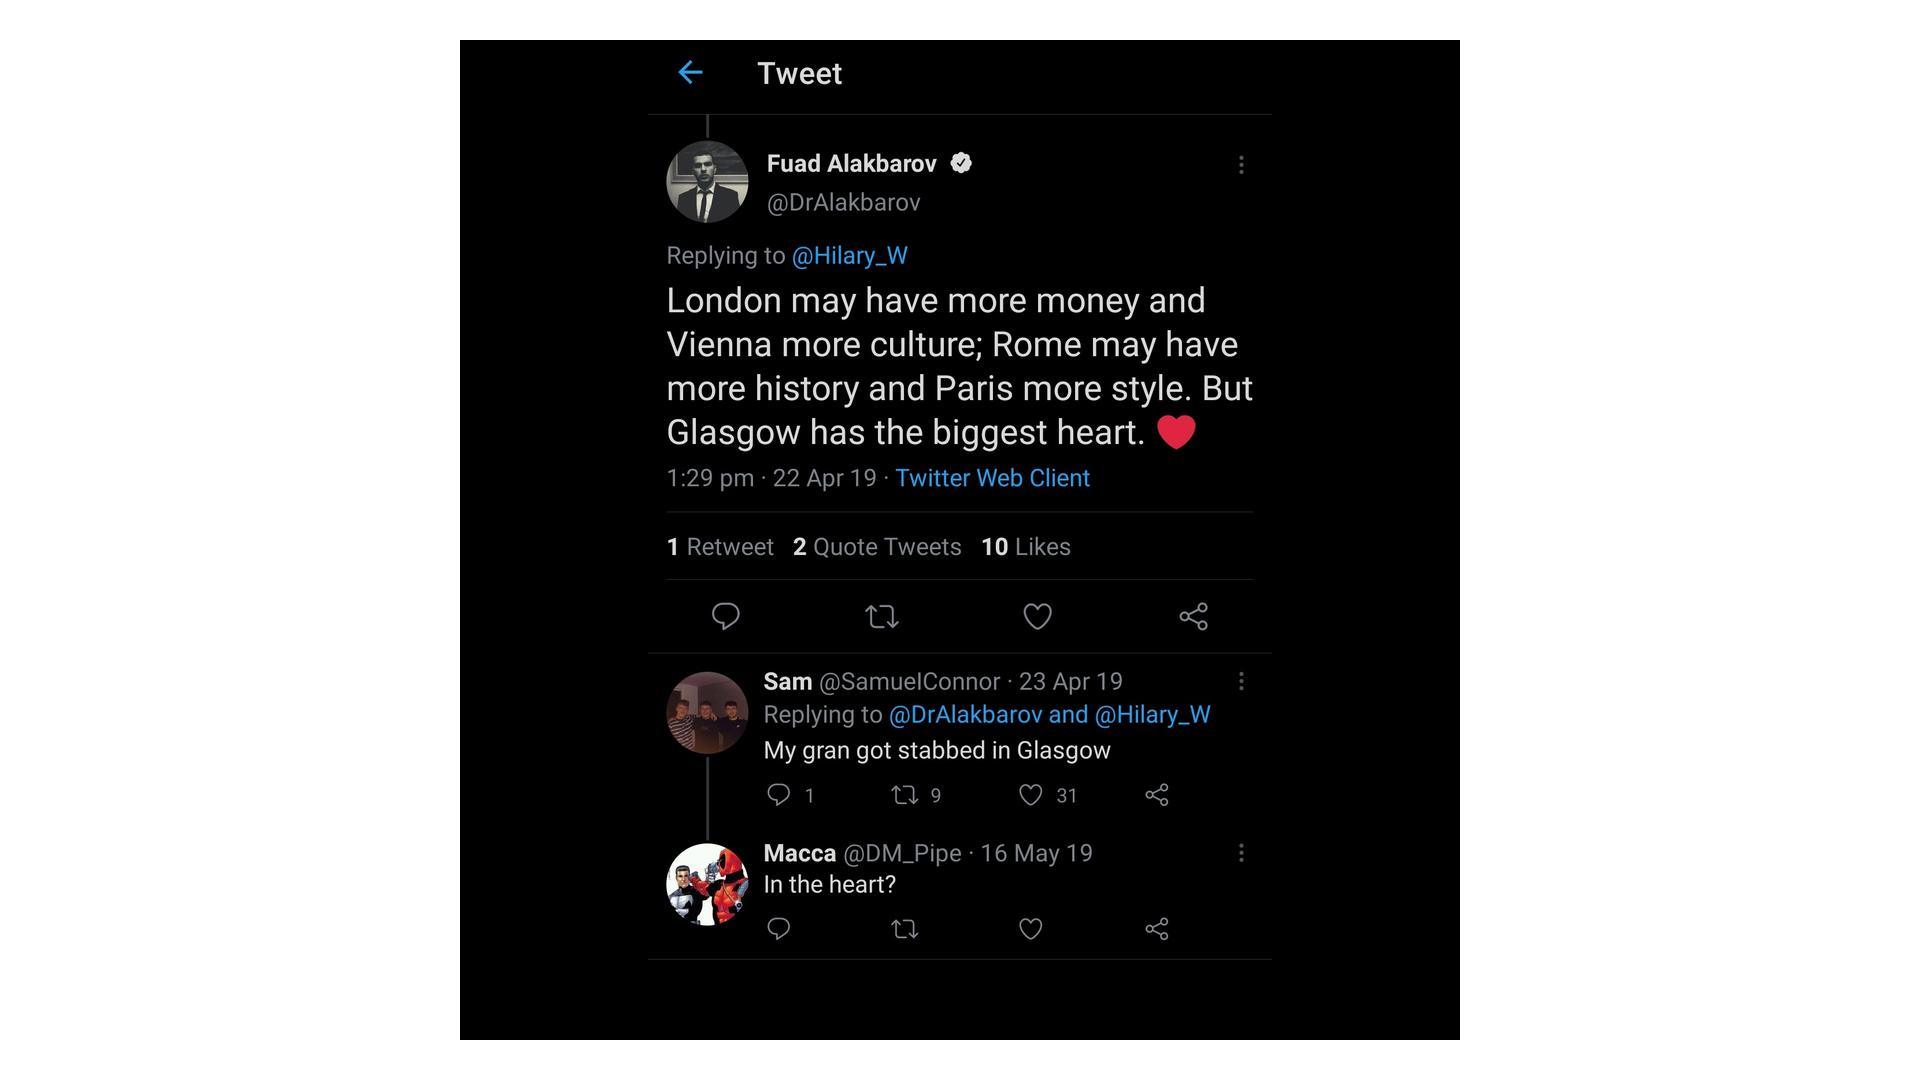 Tweet
Fuad Alakbarov
@DrAlakbarov
Replying to @Hilary_W
London may have more money and
Vienna more culture; Rome may have
more history and Paris more style. But
Glasgow has the biggest heart. ❤️
1:29 pm · 22 Apr 19 · Twitter Web Client
1 Retweet 2 Quote Tweets 10 Likes
Sam @SamuelConnor · 23 Apr 19
Replying to @DrAlakbarov and @Hilary_W
My gran got stabbed in Glasgow
1 9 31
Macca @DM_Pipe · 16 May 19
In the heart?